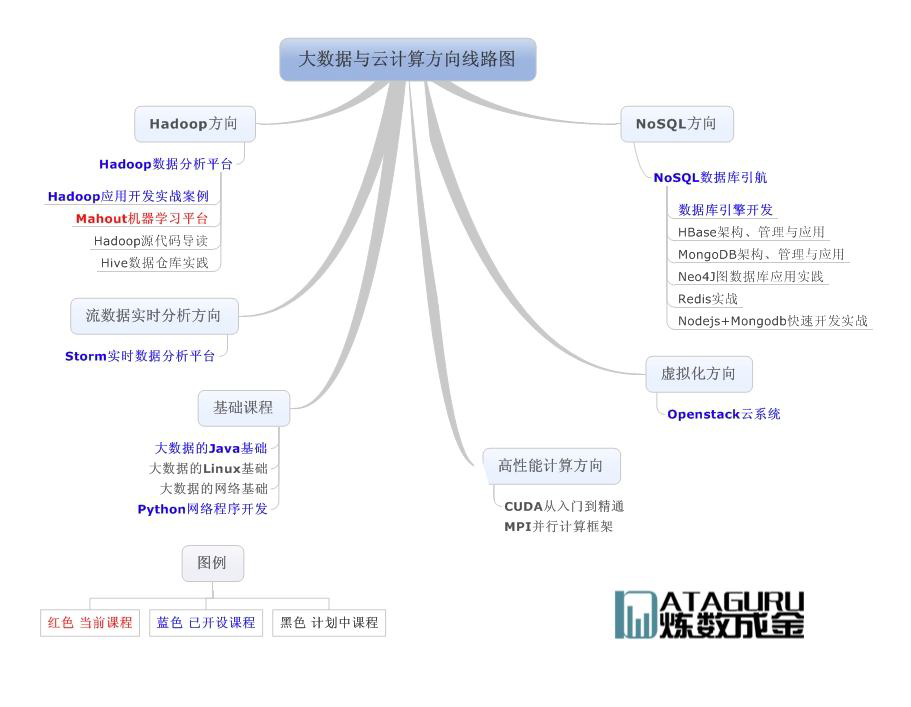 大数据与云计算方向线路图
Hadoop方向
Hadoop数据分析平台
Hadoop应用开发实战案例
Mahout机器学习平台
Hadoop源代码导读
Hive数据仓库实践
流数据实时分析方向
Storm实时数据分析平台
基础课程
大数据的Java基础
大数据的Linux基础
大数据的网络基础
Python网络程序开发
NoSQL方向
NoSQL数据库引航
数据库引擎开发
HBase架构、管理与应用
MongoDB架构、管理与应用
Neo4J图数据库应用实践
Redis实战
Nodejs+Mongodb快速开发实战
虚拟化方向
Openstack云系统
高性能计算方向
CUDA从入门到精通
MPI并行计算框架
图例
红色 当前课程
蓝色 已开设课程
黑色 计划中课程
DATAGURU
炼数成金